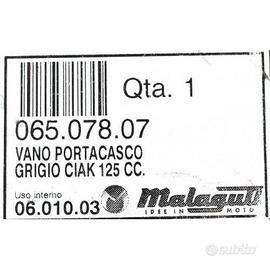 Qta. 1
065.078.07
VANO PORTACASCO
GRIGIO CIAK 125 CC.
Uso interno
06.010.03
Malaguti
IDEE IN MOTO
subito